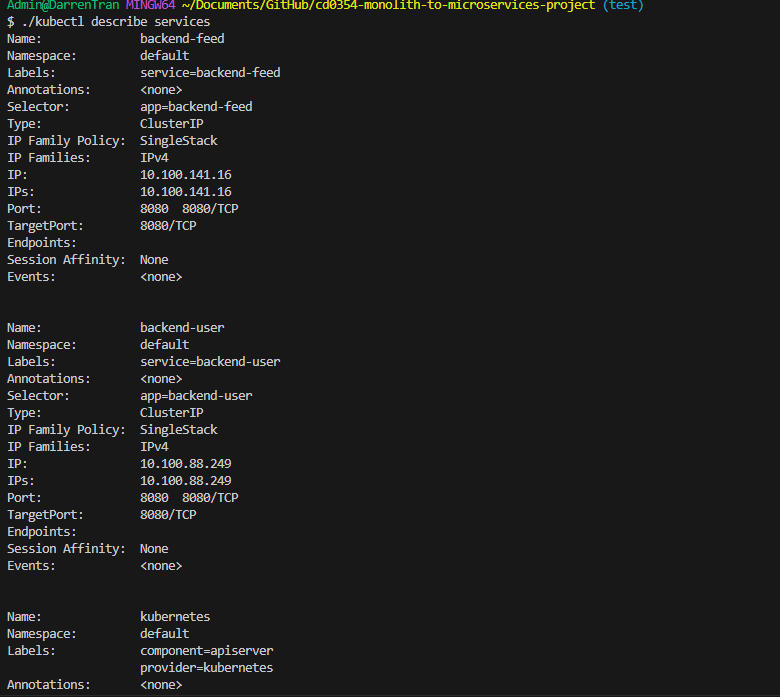 Admin@DarrenTran MINGW64 ~/Documents/GitHub/cd0354-monolith-to-microservices-project (test)
$ ./kubectl describe services
Name:              backend-feed
Namespace:         default
Labels:            service=backend-feed
Annotations:       <none>
Selector:          app=backend-feed
Type:              ClusterIP
IP Family Policy:  SingleStack
IP Families:       IPv4
IP:                10.100.141.16
IPs:               10.100.141.16
Port:              8080  8080/TCP
TargetPort:        8080/TCP
Endpoints:
Session Affinity:  None
Events:            <none>
Name:              backend-user
Namespace:         default
Labels:            service=backend-user
Annotations:       <none>
Selector:          app=backend-user
Type:              ClusterIP
IP Family Policy:  SingleStack
IP Families:       IPv4
IP:                10.100.88.249
IPs:               10.100.88.249
Port:              8080  8080/TCP
TargetPort:        8080/TCP
Endpoints:
Session Affinity:  None
Events:            <none>
Name:              kubernetes
Namespace:         default
Labels:            component=apiserver
                   provider=kubernetes
Annotations:       <none>